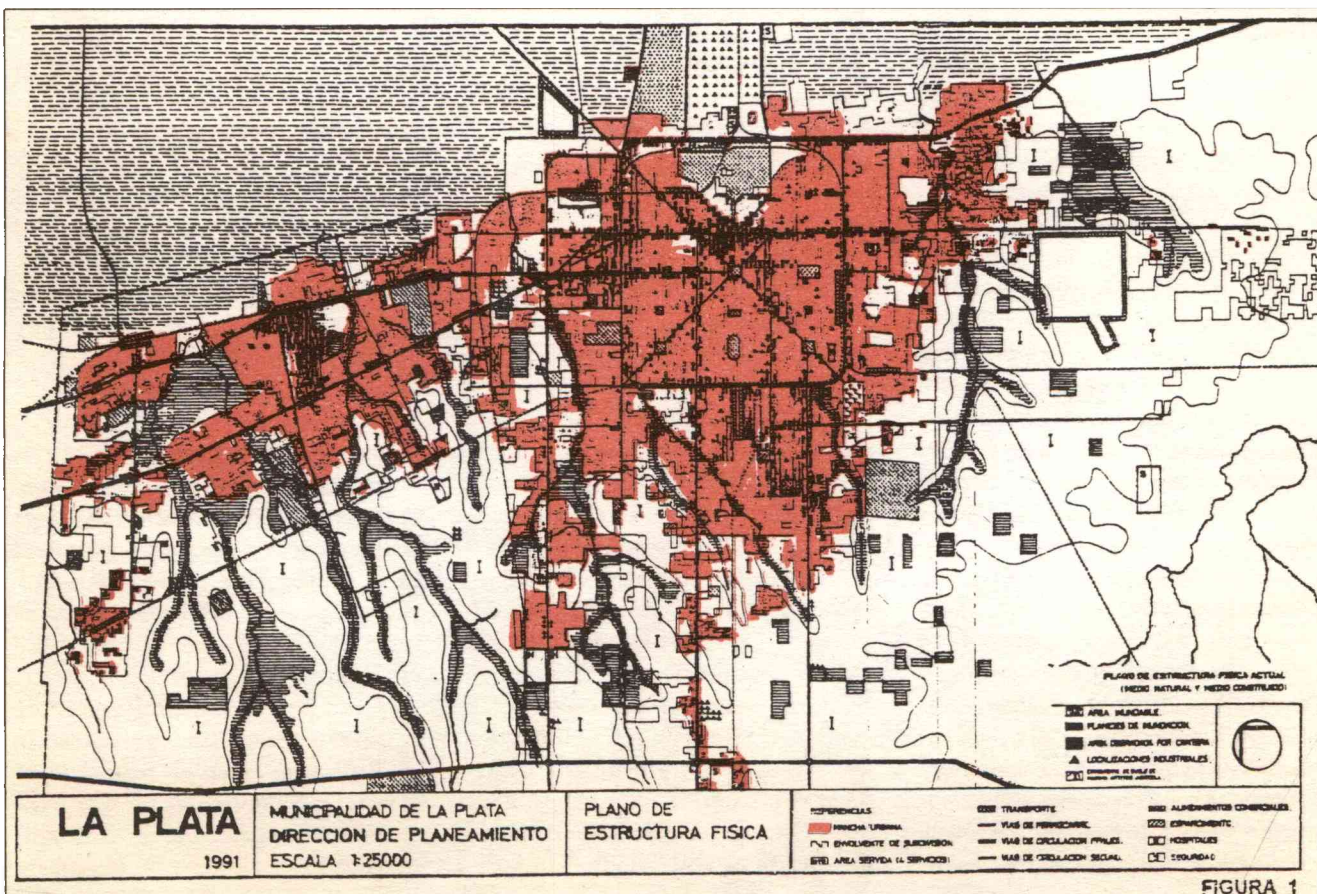 PLANO DE ESTRUCTURA FISICA ACTUAL
(MEDIO NATURAL Y MEDIO CONSTRUIDO)
AREA INUNDABLE
PLANICIES DE INUNDACION
AREA DEGRADADA POR CANTERA
LOCALIZACIONES INDUSTRIALES
LA PLATA
1991
MUNICIPALIDAD DE LA PLATA
DIRECCION DE PLANEAMIENTO
ESCALA 1:25000
PLANO DE
ESTRUCTURA FISICA
REFERENCIAS
MANCHA URBANA
ENVOLVENTE DE SUBDIVISION
AREA SERVIDA (4 SERVICIOS)
TRANSPORTE
VIAS DE FERROCARRIL
VIAS DE CIRCULACION PPALES.
VIAS DE CIRCULACION SECUND.
ALINEAMIENTOS COMERCIALES
ESPARCIMIENTO
HOSPITALES
SEGURIDAD
FIGURA 1